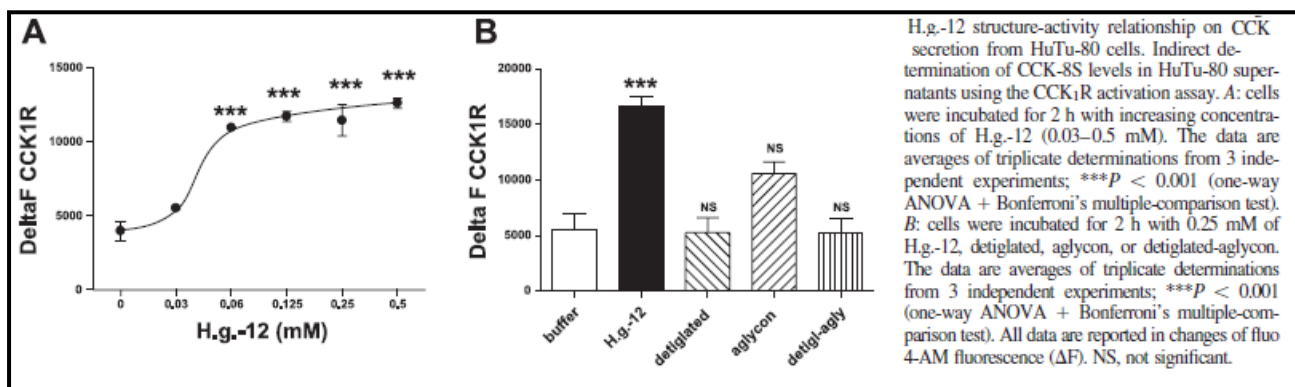 A
DeltaF CCK1R
15000
10000
5000
0
***
***
***
***
0
0,03
0,06
0,125
0,25
0,5
H.g.-12 (mM)
B
Delta F CCK1R
20000
15000
10000
5000
0
***
NS
NS
NS
buffer
H.g.-12
detiglated
aglycon
detigl-agly
H.g.-12 structure-activity relationship on CCK
secretion from HuTu-80 cells. Indirect de-
termination of CCK-8S levels in HuTu-80 super-
natants using the CCK₁R activation assay. A: cells
were incubated for 2 h with increasing concentra-
tions of H.g.-12 (0.03–0.5 mM). The data are
averages of triplicate determinations from 3 inde-
pendent experiments; ***P < 0.001 (one-way
ANOVA + Bonferroni's multiple-comparison test).
B: cells were incubated for 2 h with 0.25 mM of
H.g.-12, detiglated, aglycon, or detiglated-aglycon.
The data are averages of triplicate determinations
from 3 independent experiments; ***P < 0.001
(one-way ANOVA + Bonferroni's multiple-com-
parison test). All data are reported in changes of fluo
4-AM fluorescence (ΔF). NS, not significant.